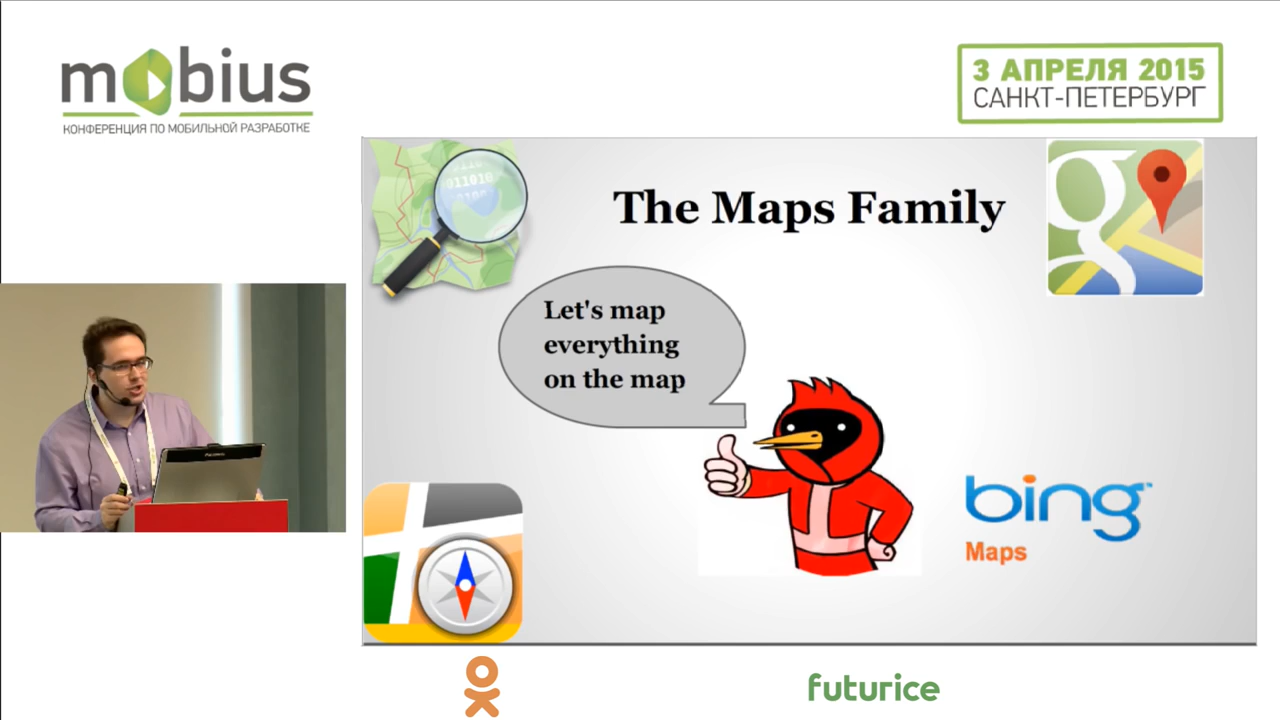 mobius
КОНФЕРЕНЦИЯ ПО МОБИЛЬНОЙ РАЗРАБОТКЕ
3 АПРЕЛЯ 2015
САНКТ-ПЕТЕРБУРГ
The Maps Family
Let's map
everything
on the map
bing™
Maps
futurice